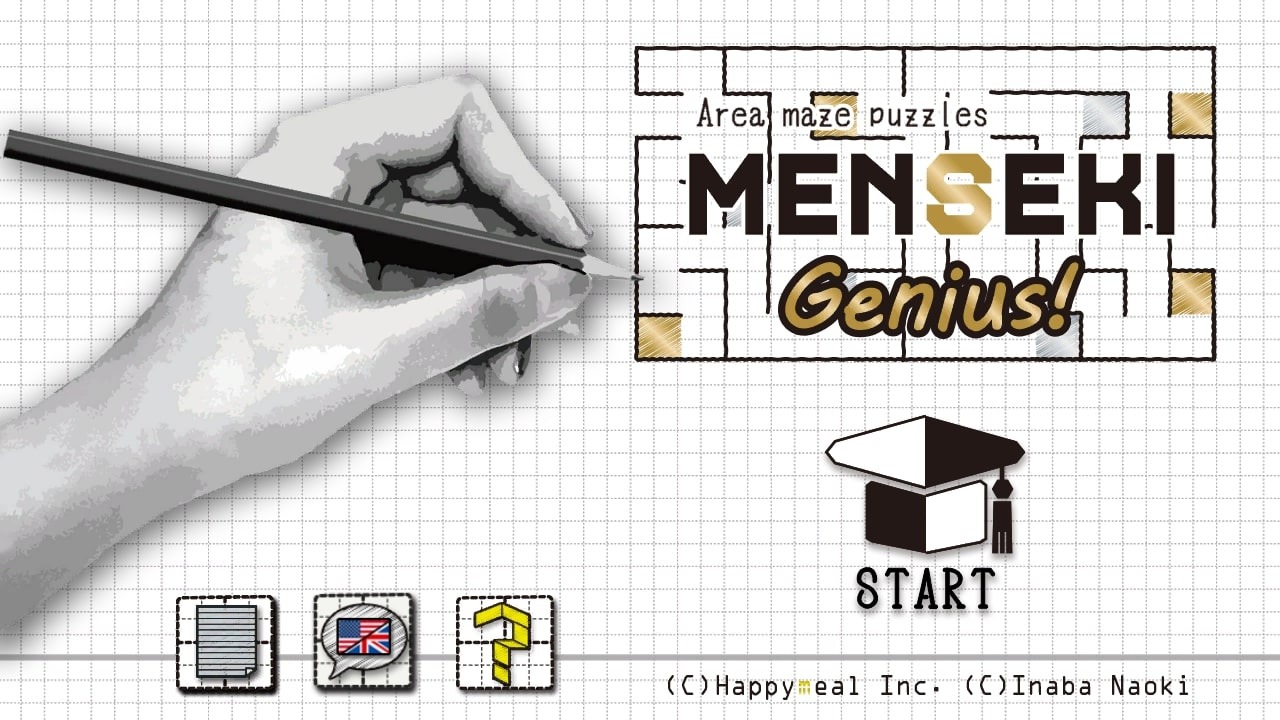 Area maze puzzles
MENSEKI
Genius!
START
(C)Happymeal Inc. (C)Inaba Naoki